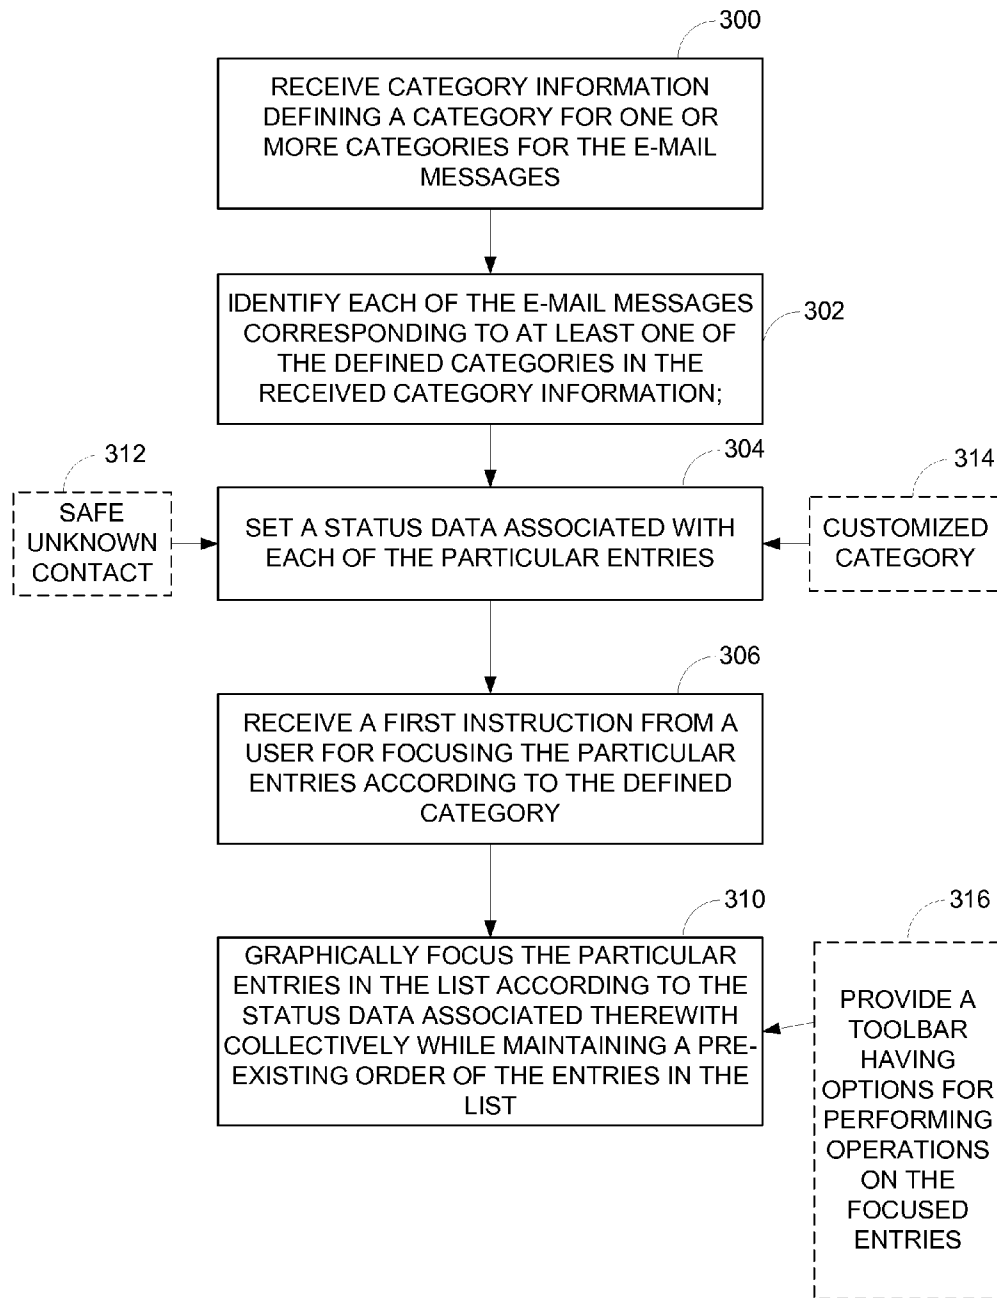 300
RECEIVE CATEGORY INFORMATION
DEFINING A CATEGORY FOR ONE OR
MORE CATEGORIES FOR THE E-MAIL
MESSAGES
IDENTIFY EACH OF THE E-MAIL MESSAGES
CORRESPONDING TO AT LEAST ONE OF
THE DEFINED CATEGORIES IN THE
RECEIVED CATEGORY INFORMATION;
302
312
SAFE
UNKNOWN
CONTACT
304
SET A STATUS DATA ASSOCIATED WITH
EACH OF THE PARTICULAR ENTRIES
314
CUSTOMIZED
CATEGORY
306
RECEIVE A FIRST INSTRUCTION FROM A
USER FOR FOCUSING THE PARTICULAR
ENTRIES ACCORDING TO THE DEFINED
CATEGORY
310
GRAPHICALLY FOCUS THE PARTICULAR
ENTRIES IN THE LIST ACCORDING TO THE
STATUS DATA ASSOCIATED THEREWITH
COLLECTIVELY WHILE MAINTAINING A PRE-
EXISTING ORDER OF THE ENTRIES IN THE
LIST
316
PROVIDE A
TOOLBAR
HAVING
OPTIONS FOR
PERFORMING
OPERATIONS
ON THE
FOCUSED
ENTRIES